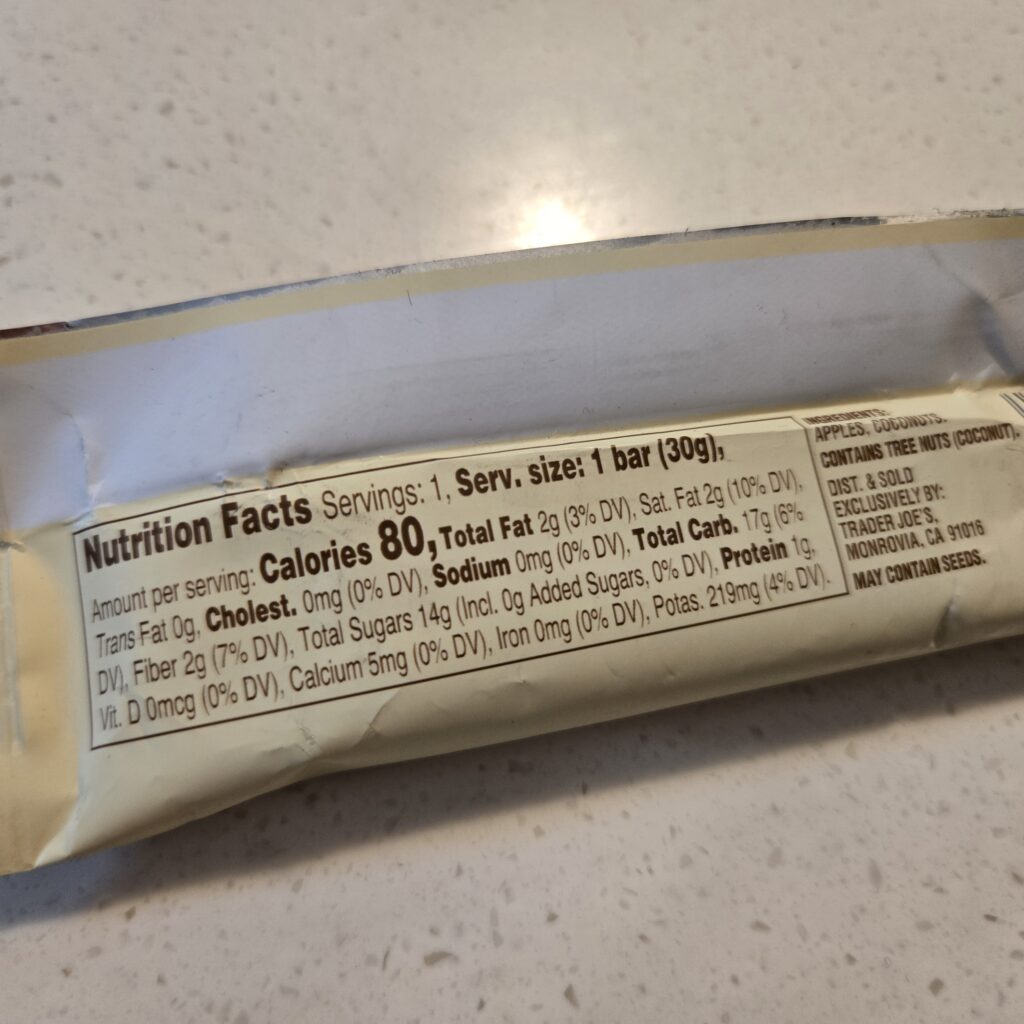 Nutrition Facts Servings: 1, Serv. size: 1 bar (30g),
Amount per serving: Calories 80, Total Fat 2g (3% DV), Sat. Fat 2g (10% DV),
Trans Fat 0g, Cholest. 0mg (0% DV), Sodium 0mg (0% DV), Total Carb. 17g (6%
DV), Fiber 2g (7% DV), Total Sugars 14g (Incl. 0g Added Sugars, 0% DV), Protein 1g,
Vit. D 0mcg (0% DV), Calcium 5mg (0% DV), Iron 0mg (0% DV), Potas. 219mg (4% DV).
INGREDIENTS:
APPLES, COCONUTS.
CONTAINS TREE NUTS (COCONUT).
DIST. & SOLD
EXCLUSIVELY BY:
TRADER JOE'S,
MONROVIA, CA 91016
MAY CONTAIN SEEDS.